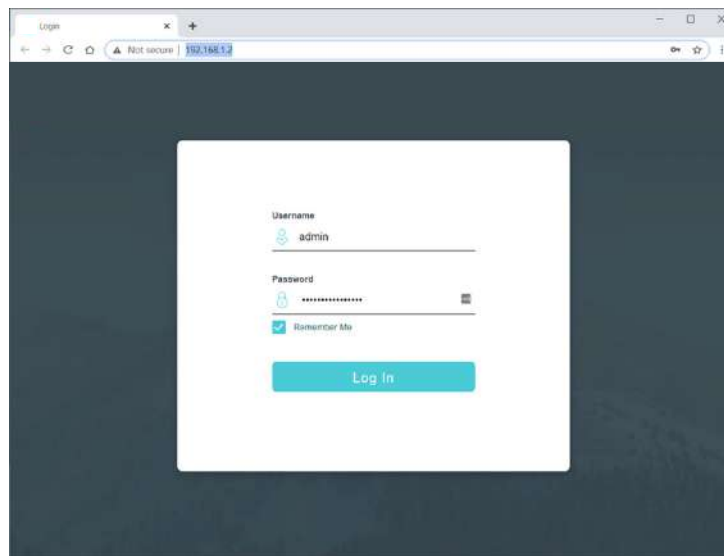 Login
Not secure | 192.168.1.2
Username
admin
Password
••••••••••••••••
Remember Me
Log In